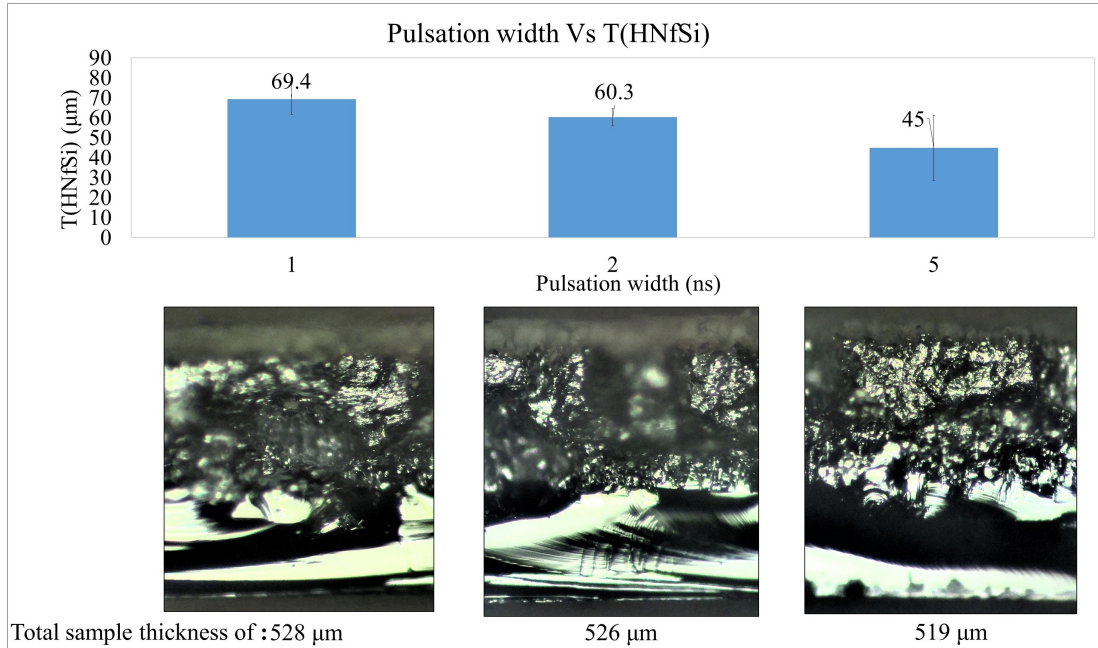 Pulsation width Vs T(HNfSi)
T(HNfSi) (μm)
90
80
70
60
50
40
30
20
10
0
69.4
60.3
45
1
2
5
Pulsation width (ns)
Total sample thickness of : 528 μm
526 μm
519 μm